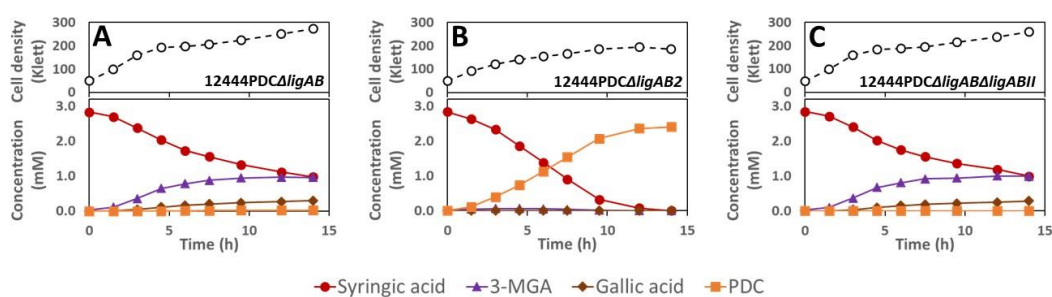 A
B
C
Cell density
(Klett)
300
200
100
0
12444PDCΔligAB
Cell density
(Klett)
300
200
100
0
12444PDCΔligAB2
Cell density
(Klett)
300
200
100
0
12444PDCΔligABΔligABII
Concentration
(mM)
3.0
2.0
1.0
0.0
0 5 10 15
Time (h)
Concentration
(mM)
3.0
2.0
1.0
0.0
0 5 10 15
Time (h)
Concentration
(mM)
3.0
2.0
1.0
0.0
0 5 10 15
Time (h)
Syringic acid 3-MGA Gallic acid PDC